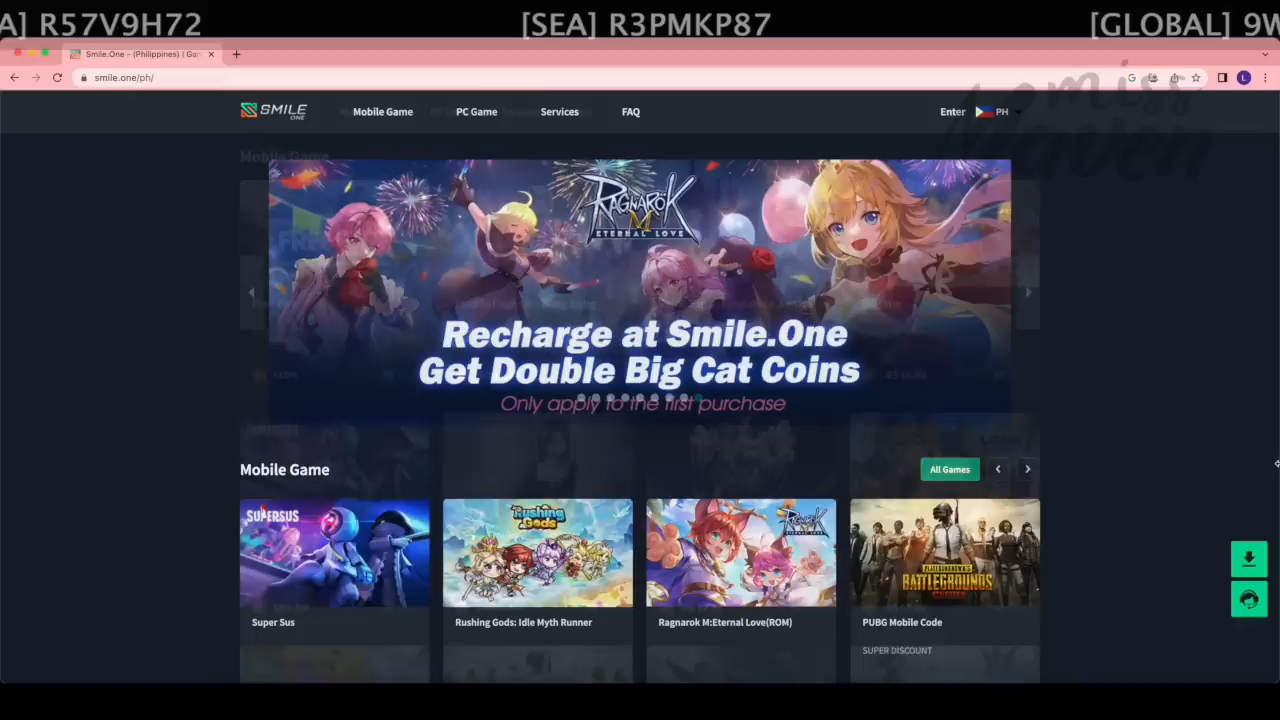 A] R57V9H72 [SEA] R3PMKP87 [GLOBAL] 9W
Smile.One - (Philippines) | Gar
smile.one/ph/
SMILE ONE Mobile Game PC Game Services FAQ Enter PH
RAGNARÖK M
ETERNAL LOVE
Recharge at Smile.One
Get Double Big Cat Coins
Only apply to the first purchase
Mobile Game All Games
SUPERSUS
Rushing Gods
RAGNARÖK
BATTLEGROUNDS
Super Sus
Rushing Gods: Idle Myth Runner
Ragnarok M:Eternal Love(ROM)
PUBG Mobile Code
SUPER DISCOUNT